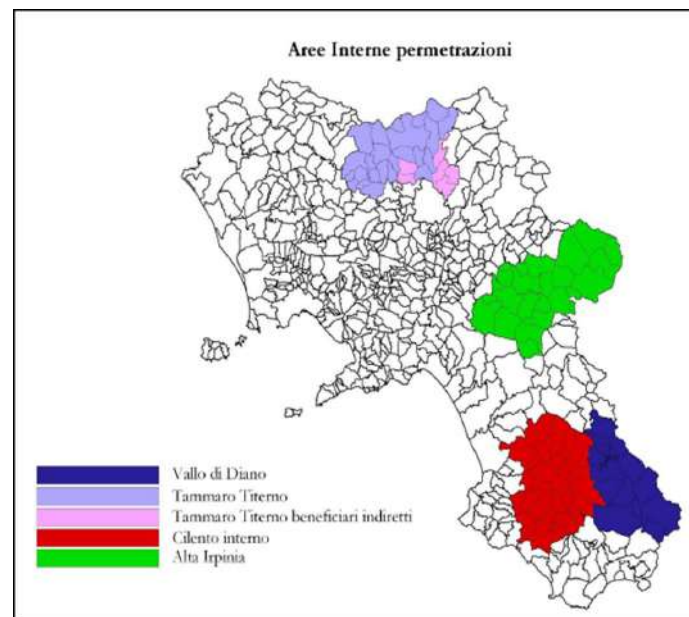 Aree Interne permetrazioni
Vallo di Diano
Tammaro Titerno
Tammaro Titerno beneficiari indiretti
Cilento interno
Alta Irpinia